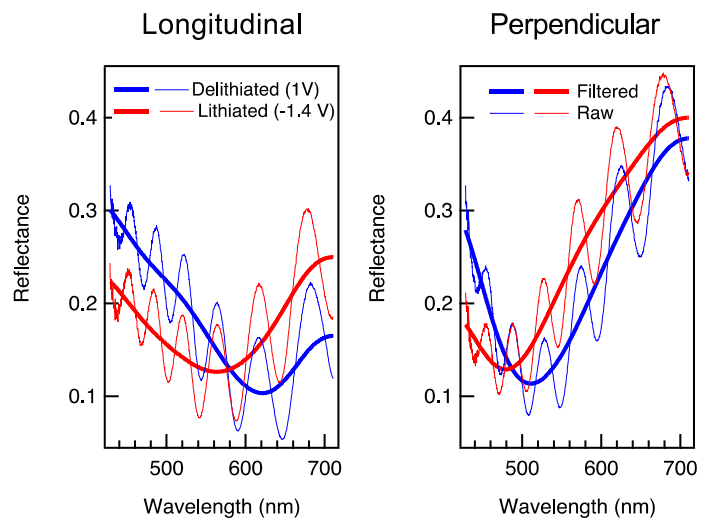 Longitudinal
Delithiated (1V)
Lithiated (-1.4 V)
0.4
0.3
0.2
0.1
Reflectance
500
600
700
Wavelength (nm)
Perpendicular
Filtered
Raw
0.4
0.3
0.2
0.1
Reflectance
500
600
700
Wavelength (nm)